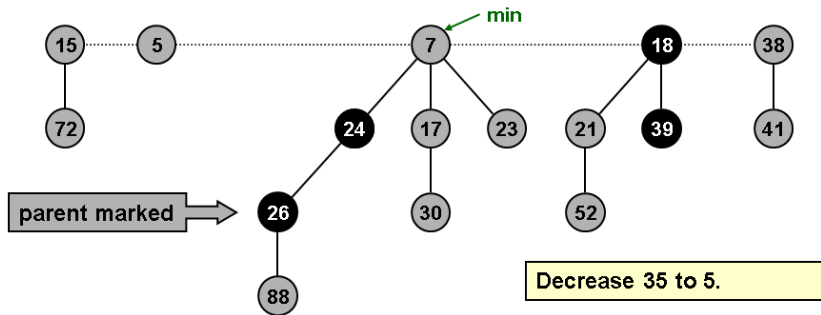 min
15 5 7 18 38
72 24 17 23 21 39 41
parent marked 26 30 52
Decrease 35 to 5.
88